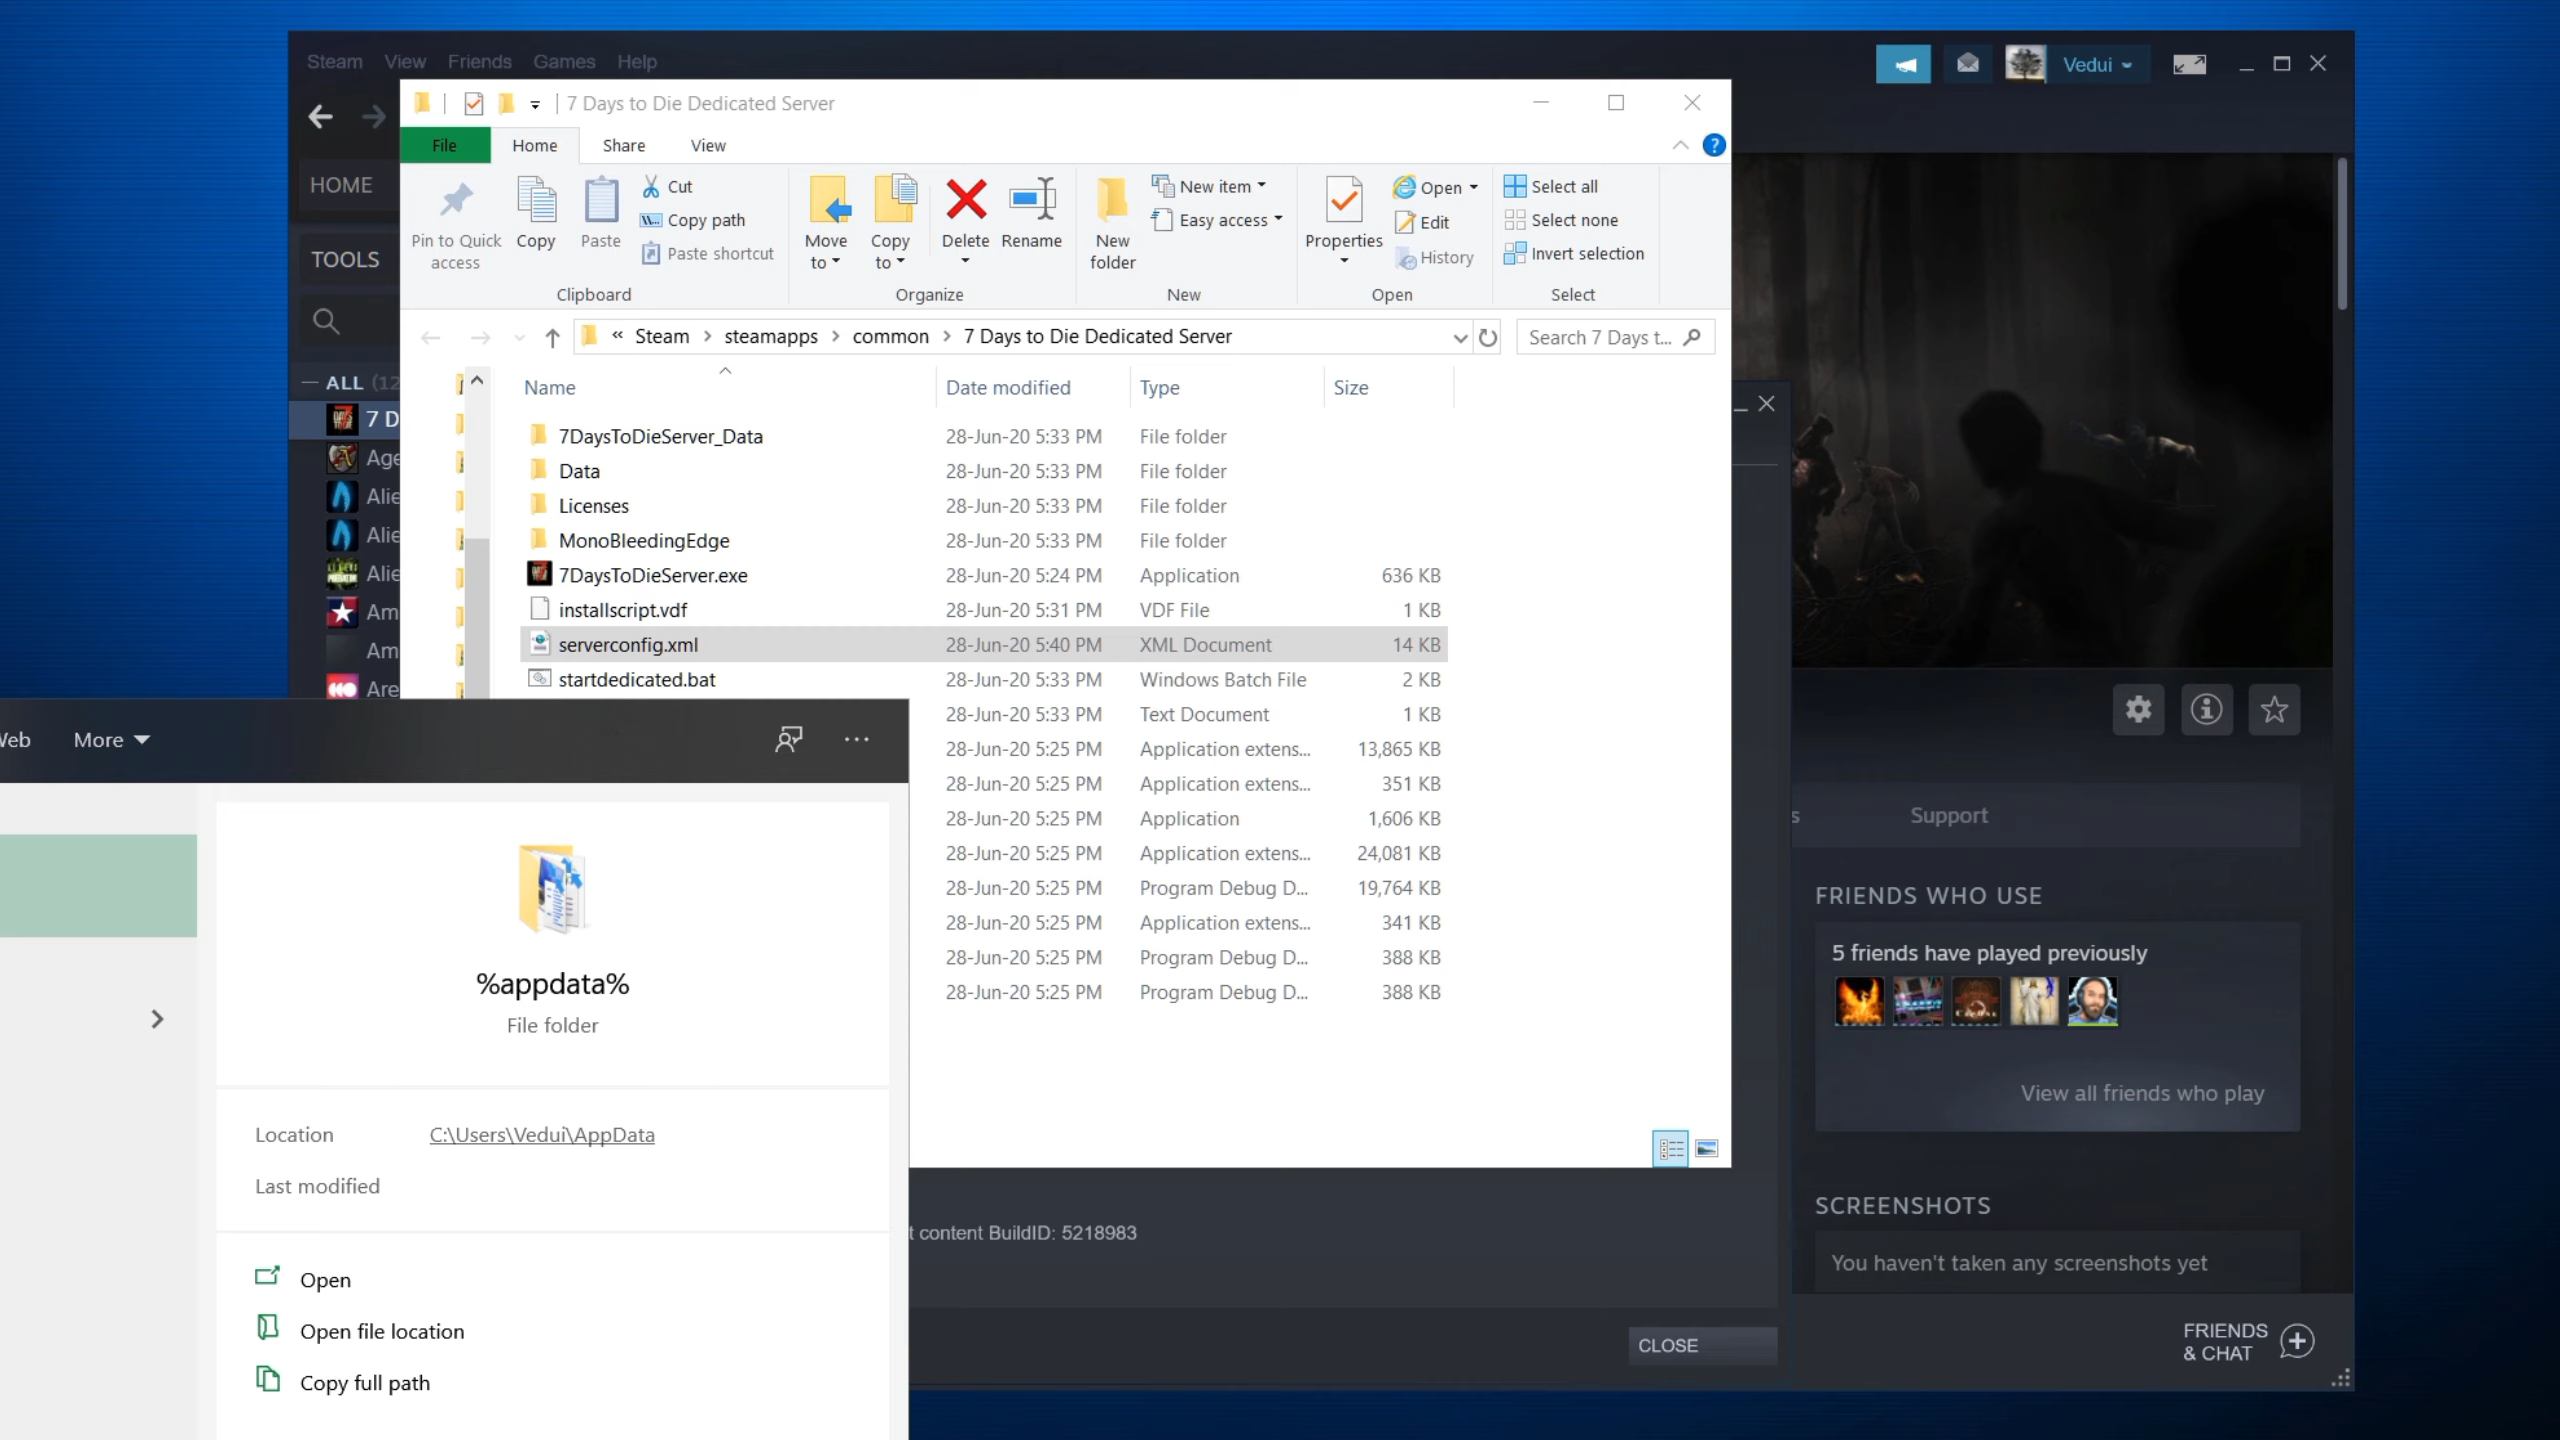 Steam View Friends Games Help
Vedui
7 Days to Die Dedicated Server
File Home Share View
HOME
TOOLS
Pin to Quick access
Copy
Paste
Cut
Copy path
Paste shortcut
Clipboard
Move to
Copy to
Delete
Rename
Organize
New folder
New item
Easy access
New
Properties
Open
Edit
History
Open
Select all
Select none
Invert selection
Select
« Steam > steamapps > common > 7 Days to Die Dedicated Server
Search 7 Days t...
— ALL (12
7 D
Age
Alie
Alie
Alie
Am
Am
Are
Name Date modified Type Size
7DaysToDieServer_Data 28-Jun-20 5:33 PM File folder
Data 28-Jun-20 5:33 PM File folder
Licenses 28-Jun-20 5:33 PM File folder
MonoBleedingEdge 28-Jun-20 5:33 PM File folder
7DaysToDieServer.exe 28-Jun-20 5:24 PM Application 636 KB
installscript.vdf 28-Jun-20 5:31 PM VDF File 1 KB
serverconfig.xml 28-Jun-20 5:40 PM XML Document 14 KB
startdedicated.bat 28-Jun-20 5:33 PM Windows Batch File 2 KB
28-Jun-20 5:33 PM Text Document 1 KB
28-Jun-20 5:25 PM Application extens... 13,865 KB
28-Jun-20 5:25 PM Application extens... 351 KB
28-Jun-20 5:25 PM Application 1,606 KB
28-Jun-20 5:25 PM Application extens... 24,081 KB
28-Jun-20 5:25 PM Program Debug D... 19,764 KB
28-Jun-20 5:25 PM Application extens... 341 KB
28-Jun-20 5:25 PM Program Debug D... 388 KB
28-Jun-20 5:25 PM Program Debug D... 388 KB
More
%appdata%
File folder
Location C:\Users\Vedui\AppData
Last modified
Open
Open file location
Copy full path
t content BuildID: 5218983
CLOSE
s Support
FRIENDS WHO USE
5 friends have played previously
View all friends who play
SCREENSHOTS
You haven't taken any screenshots yet
FRIENDS
& CHAT